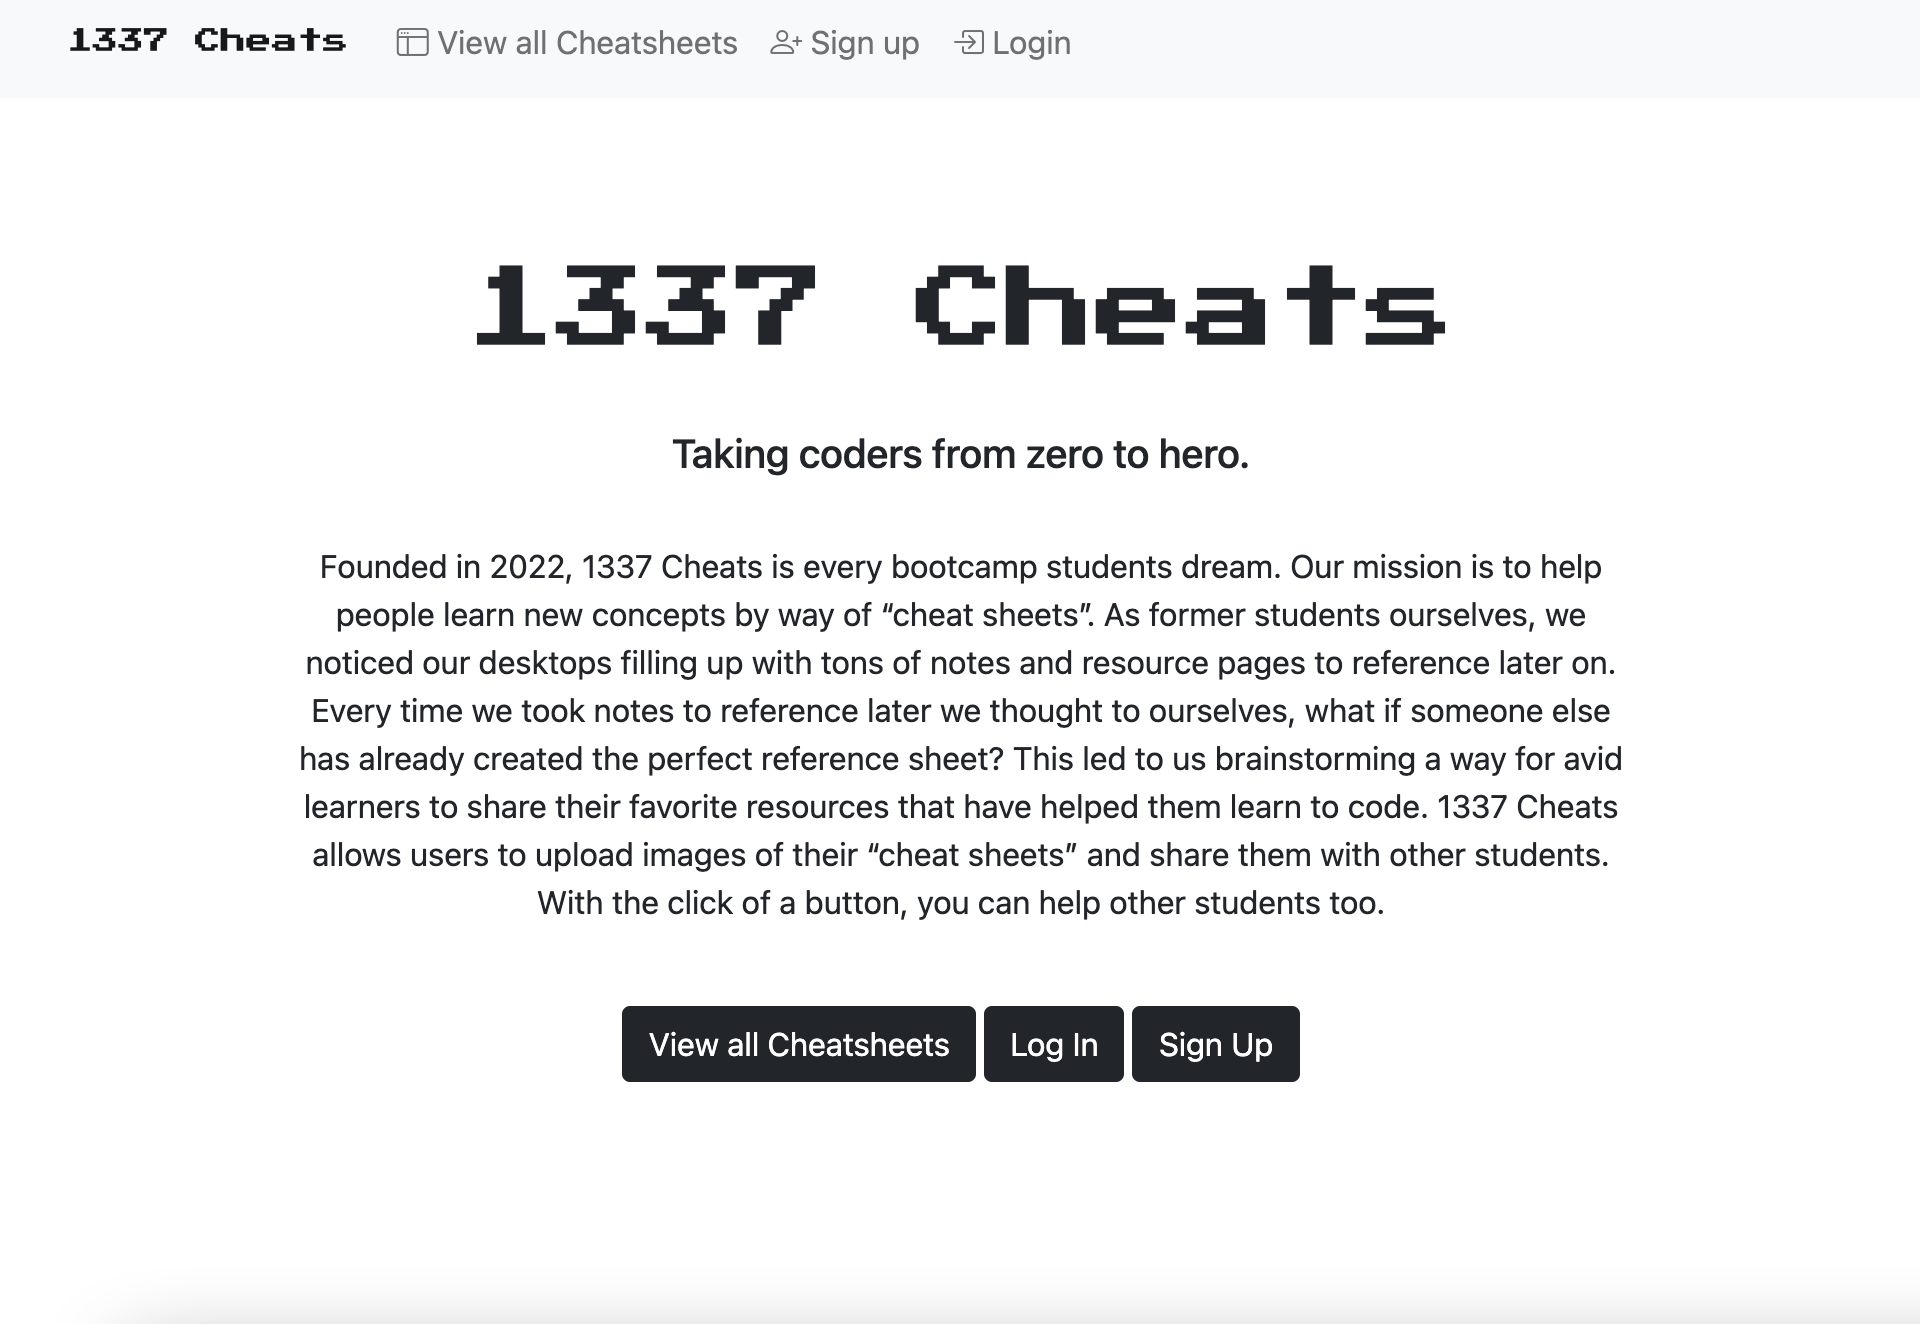 1337 Cheats
View all Cheatsheets
Sign up
Login
1337 Cheats
Taking coders from zero to hero.
Founded in 2022, 1337 Cheats is every bootcamp students dream. Our mission is to help
people learn new concepts by way of “cheat sheets”. As former students ourselves, we
noticed our desktops filling up with tons of notes and resource pages to reference later on.
Every time we took notes to reference later we thought to ourselves, what if someone else
has already created the perfect reference sheet? This led to us brainstorming a way for avid
learners to share their favorite resources that have helped them learn to code. 1337 Cheats
allows users to upload images of their “cheat sheets” and share them with other students.
With the click of a button, you can help other students too.
View all Cheatsheets
Log In
Sign Up